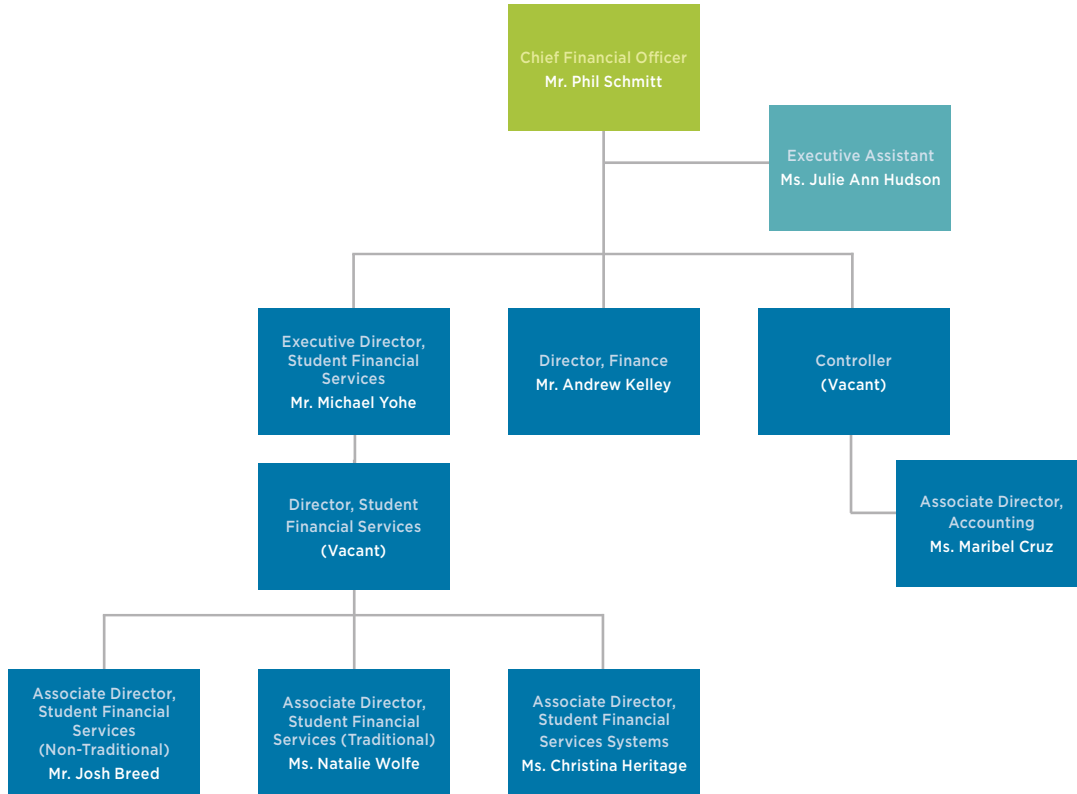 Chief Financial Officer
Mr. Phil Schmitt
Executive Assistant
Ms. Julie Ann Hudson
Executive Director,
Student Financial
Services
Mr. Michael Yohe
Director, Finance
Mr. Andrew Kelley
Controller
(Vacant)
Director, Student
Financial Services
(Vacant)
Associate Director,
Accounting
Ms. Maribel Cruz
Associate Director,
Student Financial
Services
(Non-Traditional)
Mr. Josh Breed
Associate Director,
Student Financial
Services (Traditional)
Ms. Natalie Wolfe
Associate Director,
Student Financial
Services Systems
Ms. Christina Heritage